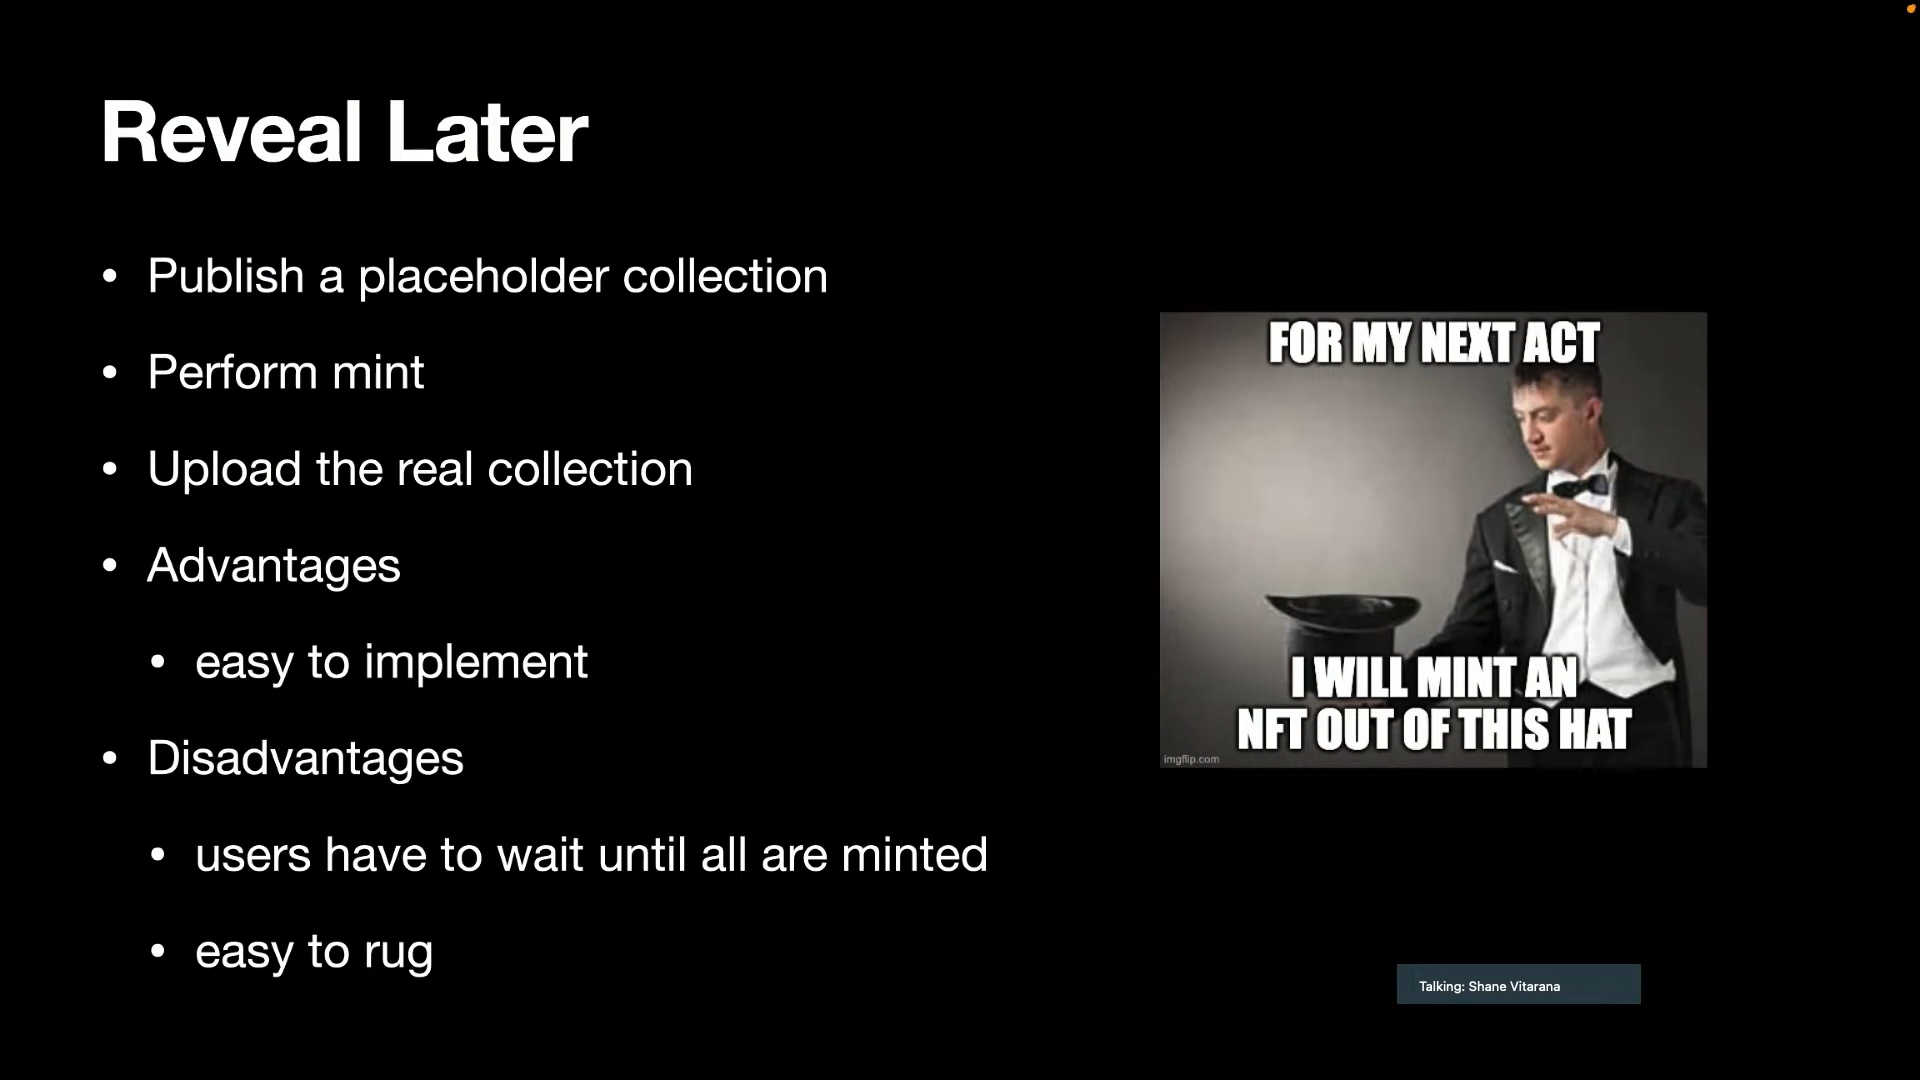 Reveal Later
• Publish a placeholder collection
• Perform mint
• Upload the real collection
• Advantages
• easy to implement
• Disadvantages
• users have to wait until all are minted
• easy to rug
FOR MY NEXT ACT
I WILL MINT AN
NFT OUT OF THIS HAT
imgflip.com
Talking: Shane Vitarana